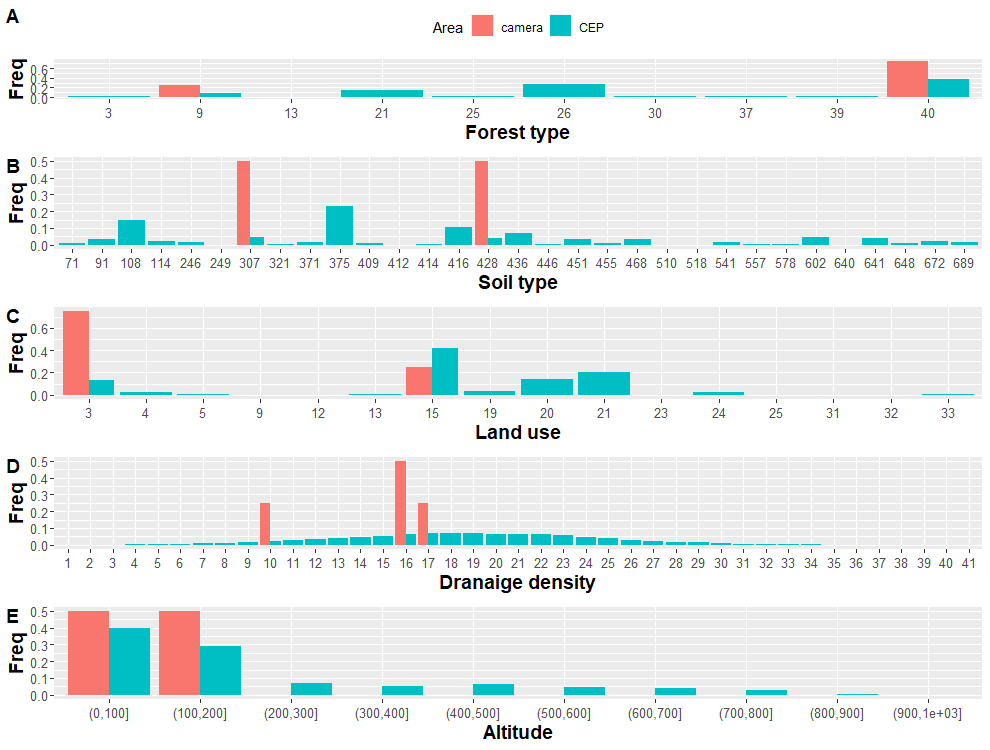 A
Area camera CEP
Freq
0.6
0.4
0.2
0.0
3 9 13 21 25 26 30 37 39 40
Forest type
B
Freq
0.5
0.4
0.3
0.2
0.1
0.0
71 91 108 114 246 249 307 321 371 375 409 412 414 416 428 436 446 451 455 468 510 518 541 557 578 602 640 641 648 672 689
Soil type
C
Freq
0.6
0.4
0.2
0.0
3 4 5 9 12 13 15 19 20 21 23 24 25 31 32 33
Land use
D
Freq
0.5
0.4
0.3
0.2
0.1
0.0
1 2 3 4 5 6 7 8 9 10 11 12 13 14 15 16 17 18 19 20 21 22 23 24 25 26 27 28 29 30 31 32 33 34 35 36 37 38 39 40 41
Dranaige density
E
Freq
0.5
0.4
0.3
0.2
0.1
0.0
(0,100] (100,200] (200,300] (300,400] (400,500] (500,600] (600,700] (700,800] (800,900] (900,1e+03]
Altitude